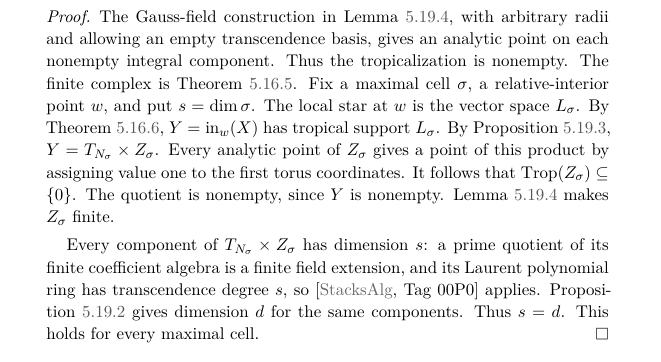 Proof. The Gauss-field construction in Lemma 5.19.4, with arbitrary radii
and allowing an empty transcendence basis, gives an analytic point on each
nonempty integral component. Thus the tropicalization is nonempty. The
finite complex is Theorem 5.16.5. Fix a maximal cell σ, a relative-interior
point w, and put s = dim σ. The local star at w is the vector space L_σ. By
Theorem 5.16.6, Y = in_w(X) has tropical support L_σ. By Proposition 5.19.3,
Y = T_{N_σ} × Z_σ. Every analytic point of Z_σ gives a point of this product by
assigning value one to the first torus coordinates. It follows that Trop(Z_σ) ⊆
{0}. The quotient is nonempty, since Y is nonempty. Lemma 5.19.4 makes
Z_σ finite.
Every component of T_{N_σ} × Z_σ has dimension s: a prime quotient of its
finite coefficient algebra is a finite field extension, and its Laurent polynomial
ring has transcendence degree s, so [StacksAlg, Tag 00P0] applies. Proposi-
tion 5.19.2 gives dimension d for the same components. Thus s = d. This
holds for every maximal cell. □